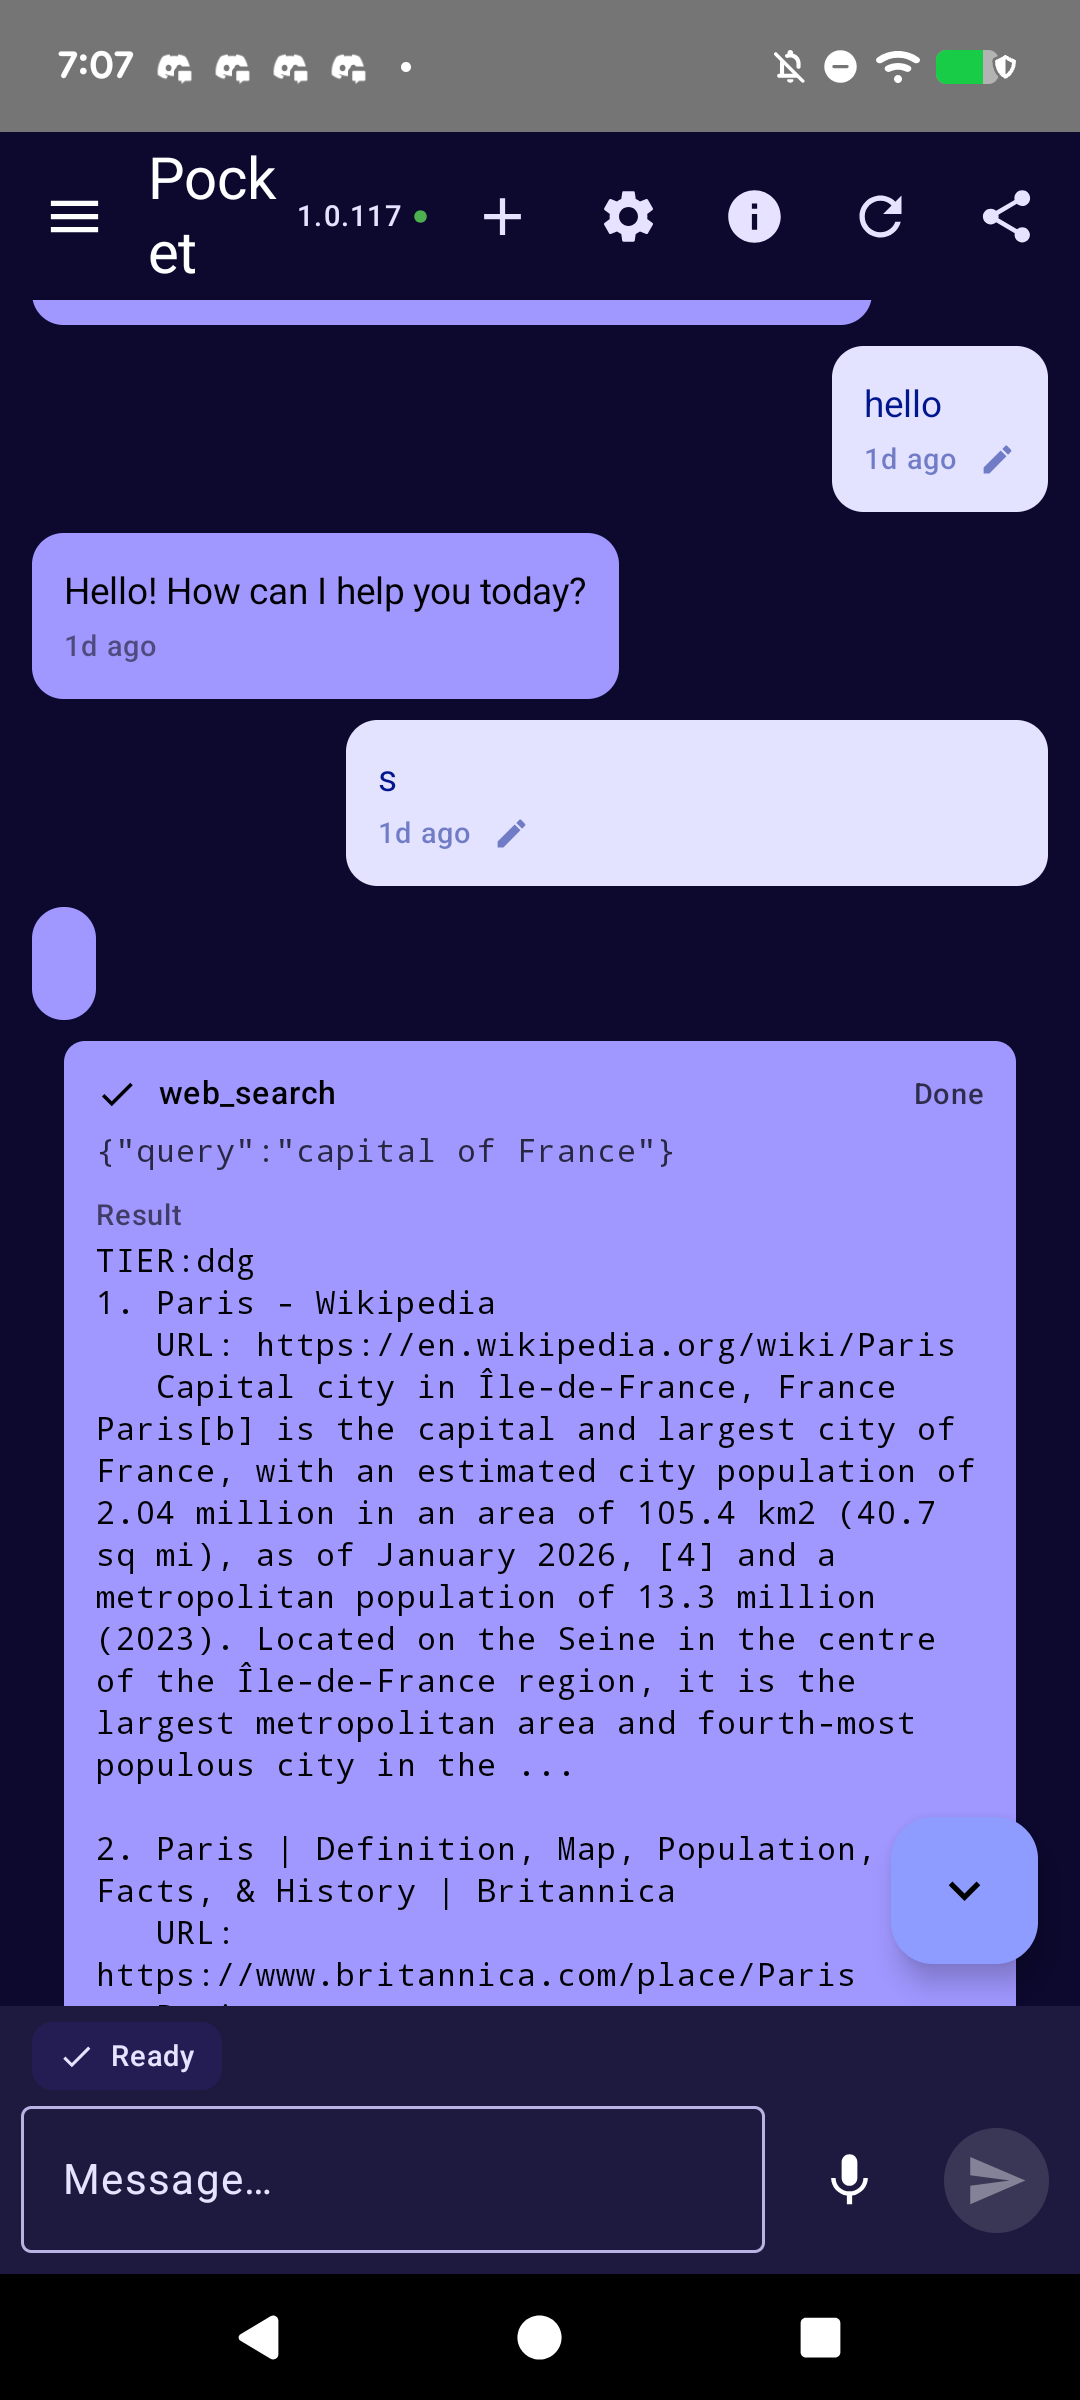 7:07
Pock
et
1.0.117
hello
1d ago
Hello! How can I help you today?
1d ago
s
1d ago
web_search
Done
{"query":"capital of France"}
Result
TIER:ddg
1. Paris - Wikipedia
URL: https://en.wikipedia.org/wiki/Paris
Capital city in Île-de-France, France
Paris[b] is the capital and largest city of
France, with an estimated city population of
2.04 million in an area of 105.4 km2 (40.7
sq mi), as of January 2026, [4] and a
metropolitan population of 13.3 million
(2023). Located on the Seine in the centre
of the Île-de-France region, it is the
largest metropolitan area and fourth-most
populous city in the ...
2. Paris | Definition, Map, Population,
Facts, & History | Britannica
URL:
https://www.britannica.com/place/Paris
Ready
Message…